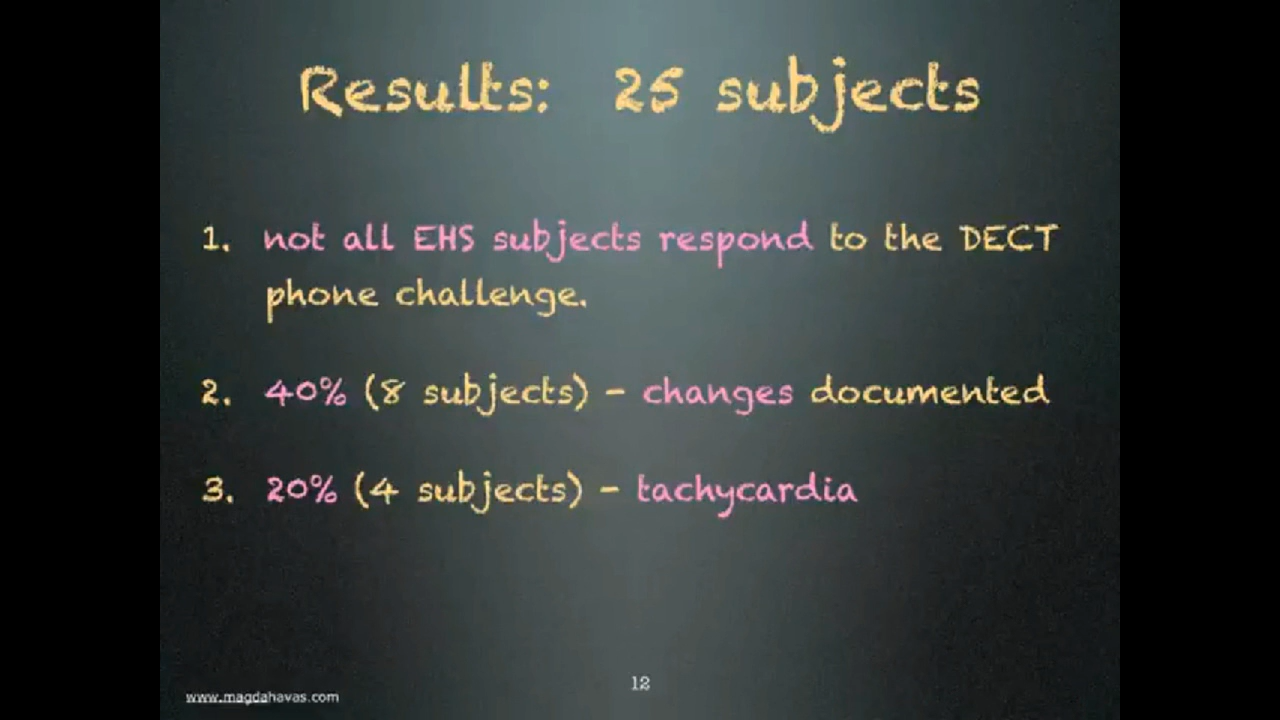 Results: 25 subjects
1. not all EHS subjects respond to the DECT
phone challenge.
2. 40% (8 subjects) - changes documented
3. 20% (4 subjects) - tachycardia
12
www.magdahavas.com